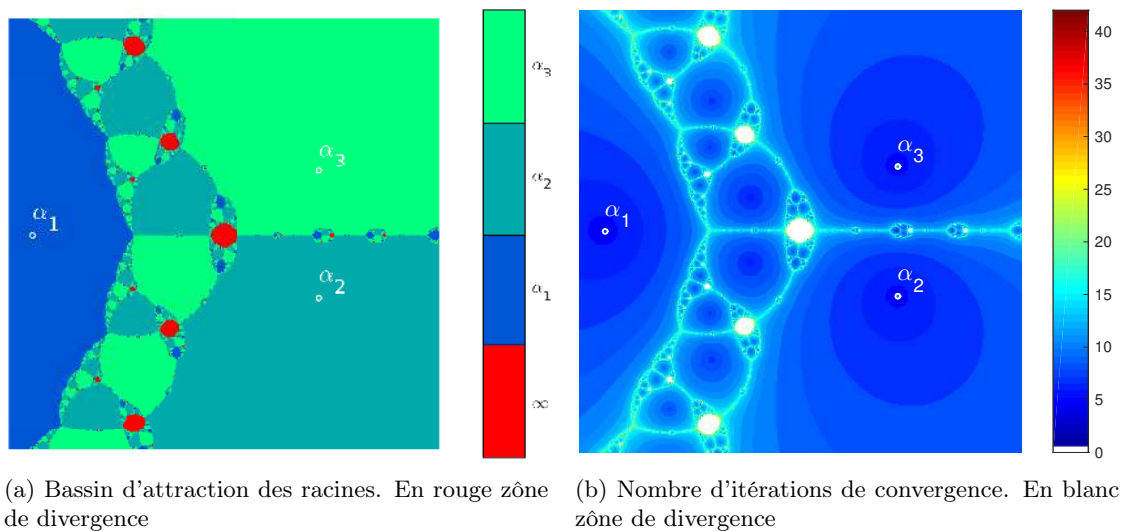 α₃
α₁
α₂
α₃
α₂
α₁
∞
α₃
α₁
α₂
40
35
30
25
20
15
10
5
0
(a) Bassin d'attraction des racines. En rouge zône
de divergence
(b) Nombre d'itérations de convergence. En blanc
zône de divergence